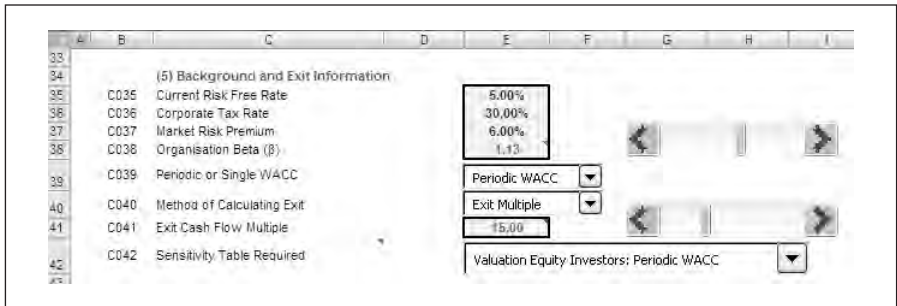 A B C D E F G H I
33
34 (5) Background and Exit Information
35 C035 Current Risk Free Rate 5.00%
36 C036 Corporate Tax Rate 30.00%
37 C037 Market Risk Premium 6.00%
38 C038 Organisation Beta (β) 1.13
39 C039 Periodic or Single WACC Periodic WACC
40 C040 Method of Calculating Exit Exit Multiple
41 C041 Exit Cash Flow Multiple 15.00
42 C042 Sensitivity Table Required Valuation Equity Investors: Periodic WACC
43